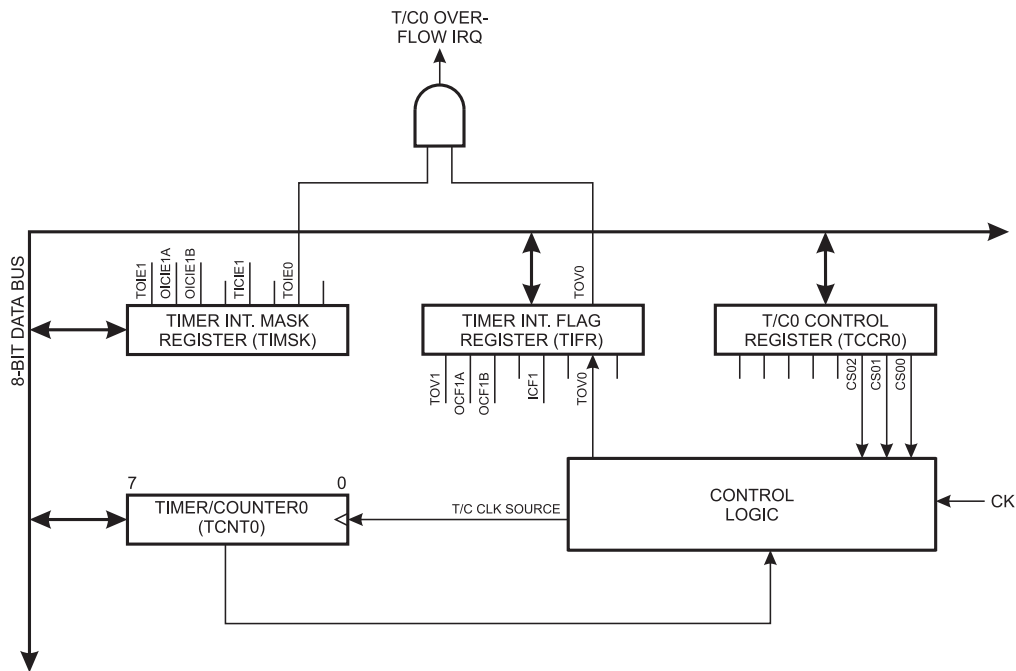 T/C0 OVER-
FLOW IRQ
8-BIT DATA BUS
TOIE1
OICIE1A
OICIE1B
TICIE1
TOIE0
TOV0
TIMER INT. MASK
REGISTER (TIMSK)
TIMER INT. FLAG
REGISTER (TIFR)
T/C0 CONTROL
REGISTER (TCCR0)
TOV1
OCF1A
OCF1B
ICF1
TOV0
CS02
CS01
CS00
7
0
TIMER/COUNTER0
(TCNT0)
T/C CLK SOURCE
CONTROL
LOGIC
CK